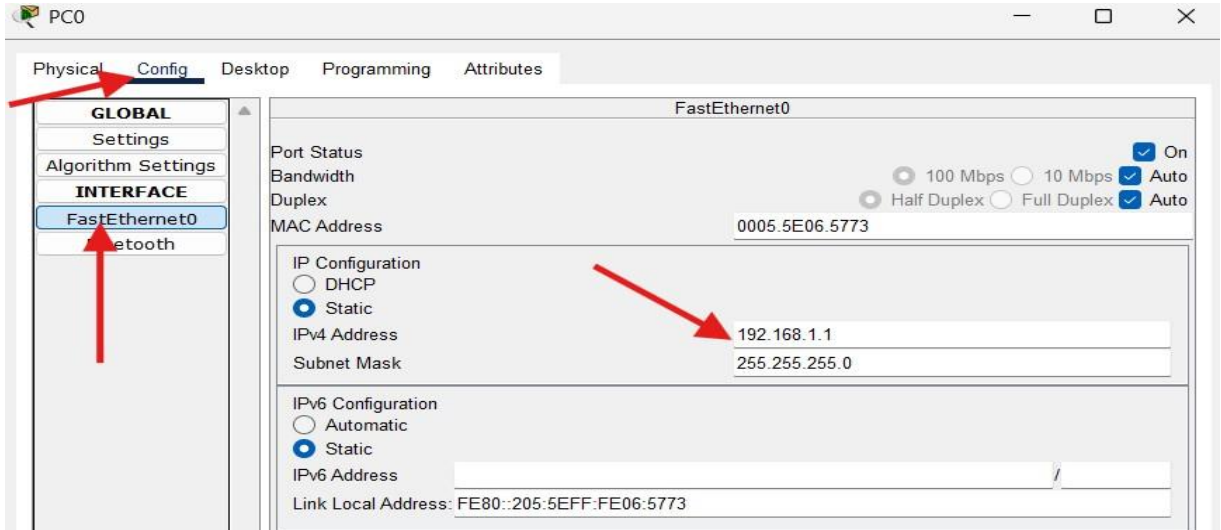 PC0
Physical Config Desktop Programming Attributes
GLOBAL
Settings
Algorithm Settings
INTERFACE
FastEthernet0
etooth
FastEthernet0
Port Status On
Bandwidth 100 Mbps 10 Mbps Auto
Duplex Half Duplex Full Duplex Auto
MAC Address 0005.5E06.5773
IP Configuration
DHCP
Static
IPv4 Address 192.168.1.1
Subnet Mask 255.255.255.0
IPv6 Configuration
Automatic
Static
IPv6 Address /
Link Local Address: FE80::205:5EFF:FE06:5773